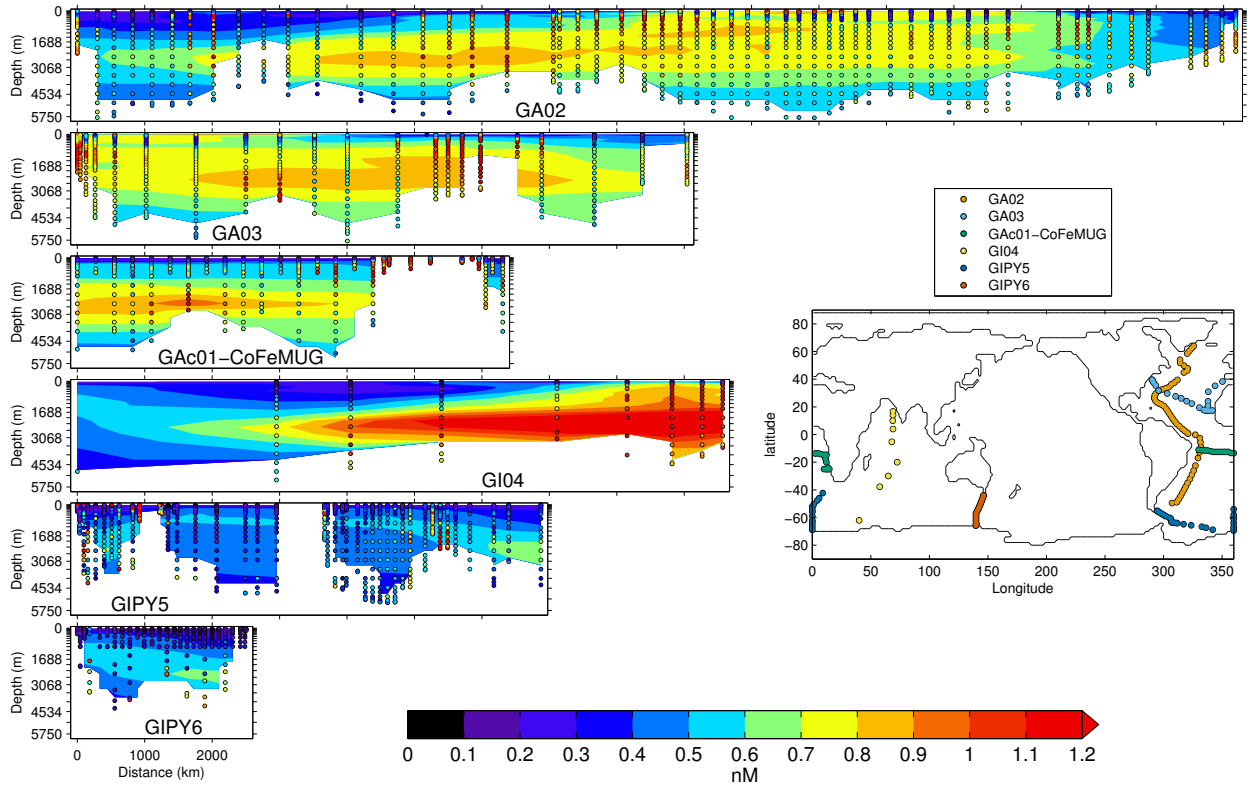 0
1688
3068
4534
5750
Depth (m)
GA02
0
1688
3068
4534
5750
Depth (m)
GA03
0
1688
3068
4534
5750
Depth (m)
GAc01−CoFeMUG
0
1688
3068
4534
5750
Depth (m)
GI04
0
1688
3068
4534
5750
Depth (m)
GIPY5
0
1688
3068
4534
5750
Depth (m)
GIPY6
0 1000 2000
Distance (km)
GA02
GA03
GAc01−CoFeMUG
GI04
GIPY5
GIPY6
80
60
40
20
0
−20
−40
−60
−80
latitude
0 50 100 150 200 250 300 350
Longitude
0 0.1 0.2 0.3 0.4 0.5 0.6 0.7 0.8 0.9 1 1.1 1.2
nM